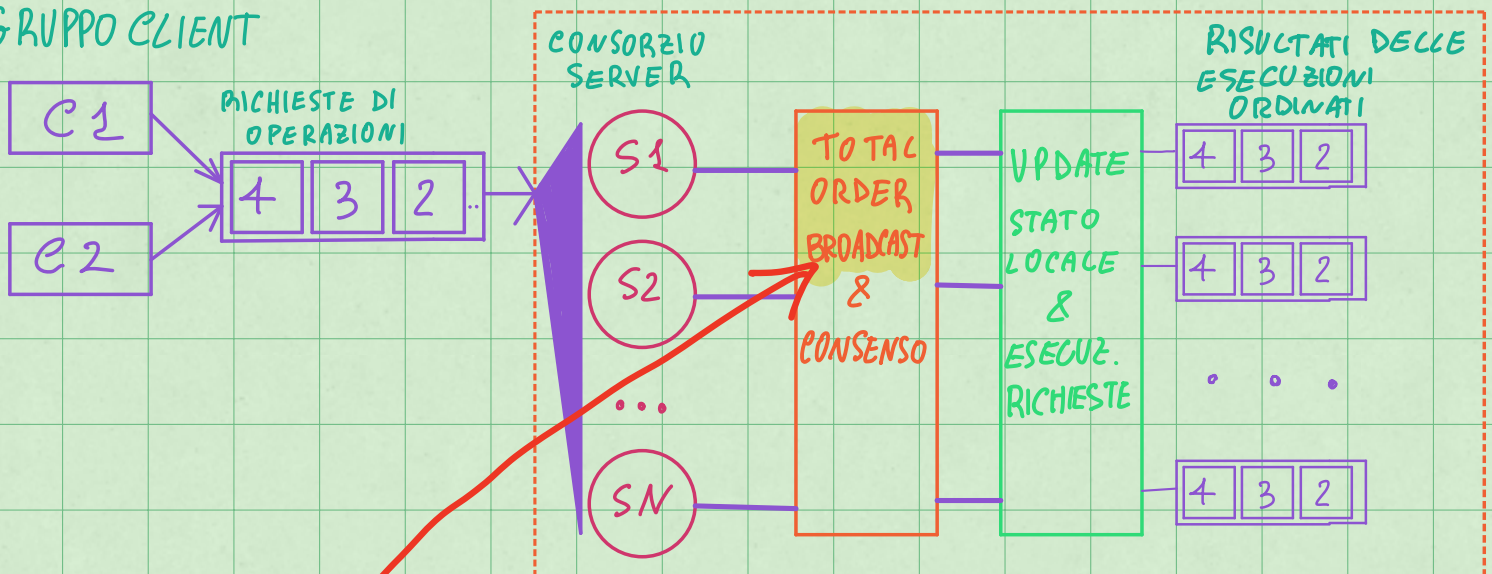 GRUPPO CLIENT
C1
C2
RICHIESTE DI
OPERAZIONI
4 3 2 ..
CONSORZIO
SERVER
S1
S2
...
SN
TOTAL
ORDER
BROADCAST
&
CONSENSO
UPDATE
STATO
LOCALE
&
ESECUZ.
RICHIESTE
RISULTATI DELLE
ESECUZIONI
ORDINATI
4 3 2
4 3 2
. . .
4 3 2